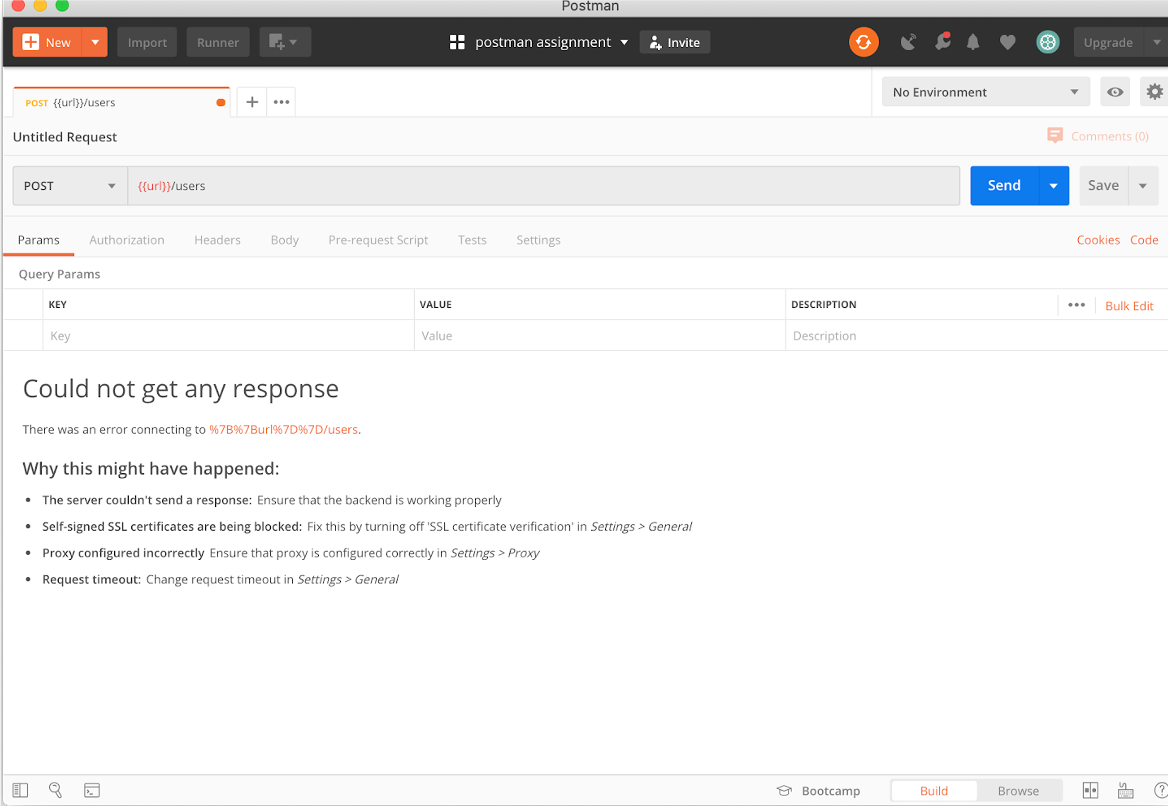 Postman
New Import Runner postman assignment Invite Upgrade
POST {{url}}/users No Environment
Untitled Request Comments (0)
POST {{url}}/users Send Save
Params Authorization Headers Body Pre-request Script Tests Settings Cookies Code
Query Params
KEY VALUE DESCRIPTION Bulk Edit
Key Value Description
Could not get any response
There was an error connecting to %7B%7Burl%7D%7D/users.
Why this might have happened:
• The server couldn't send a response: Ensure that the backend is working properly
• Self-signed SSL certificates are being blocked: Fix this by turning off 'SSL certificate verification' in Settings > General
• Proxy configured incorrectly Ensure that proxy is configured correctly in Settings > Proxy
• Request timeout: Change request timeout in Settings > General
Bootcamp Build Browse